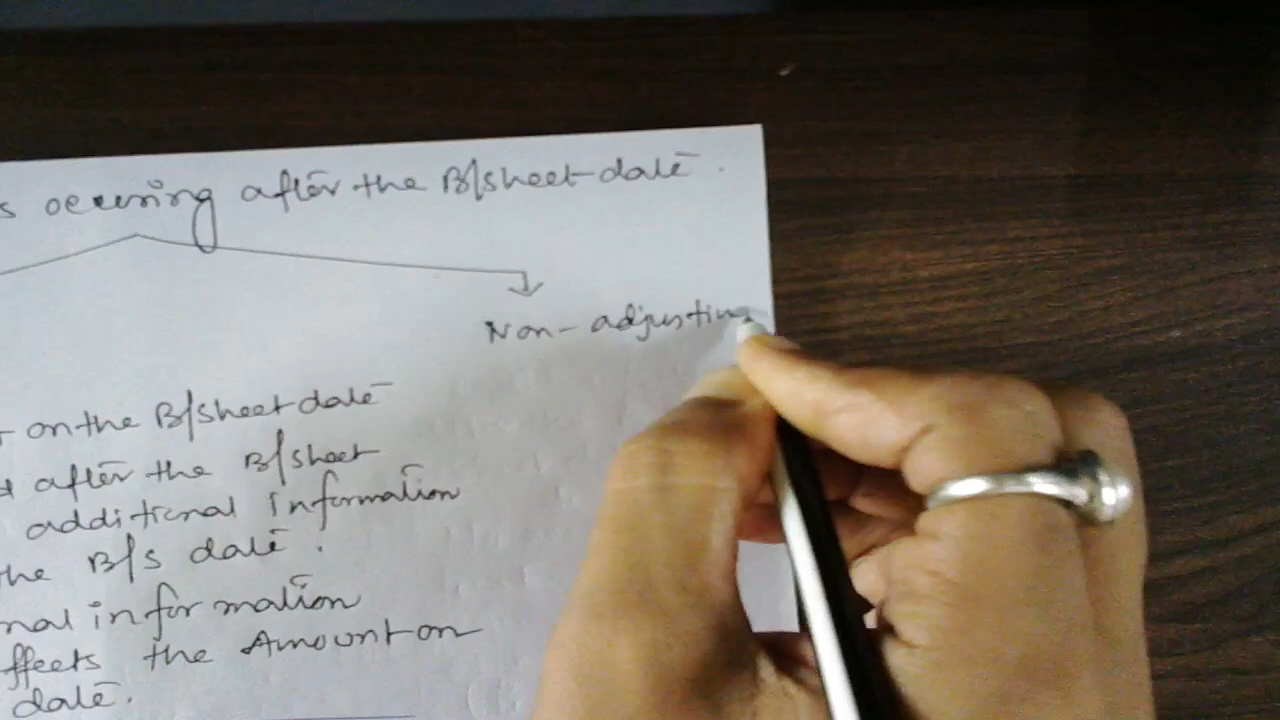 s occuring after the B/sheet date.
Non-adjusting
on the B/Sheet date
after the B/sheet
additional information
the B/S date.
nal information
ffects the Amount on
date.